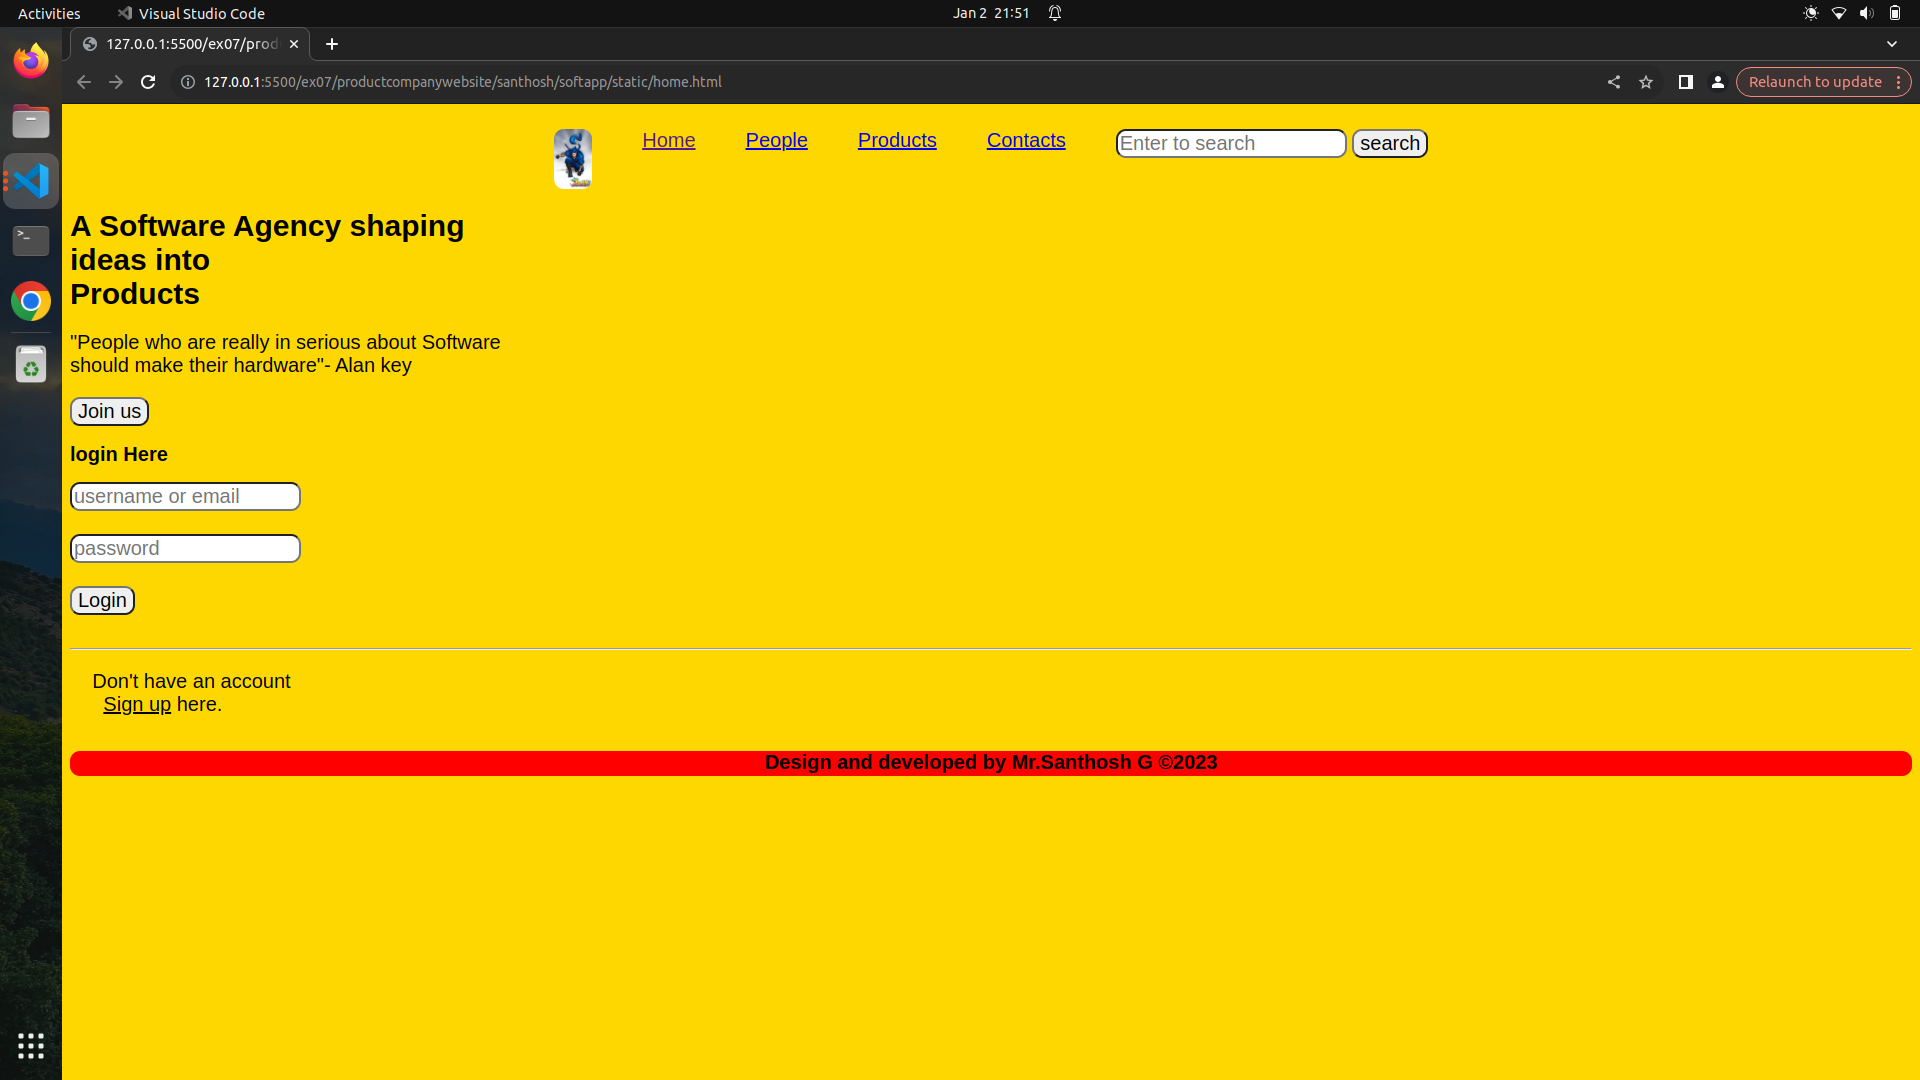 Activities
Visual Studio Code
Jan 2 21:51
127.0.0.1:5500/ex07/prod
127.0.0.1:5500/ex07/productcompanywebsite/santhosh/softapp/static/home.html
Relaunch to update
Home People Products Contacts Enter to search search
A Software Agency shaping
ideas into
Products
"People who are really in serious about Software
should make their hardware"- Alan key
Join us
login Here
username or email
password
Login
Don't have an account
Sign up here.
Design and developed by Mr.Santhosh G ©2023